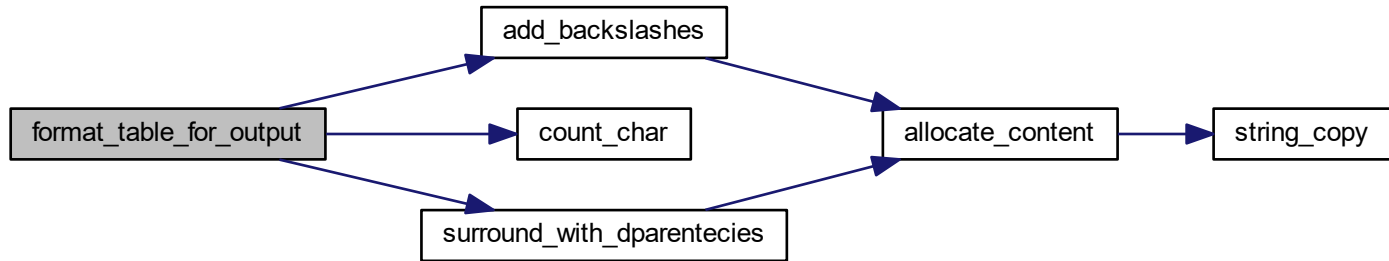 add_backslashes
format_table_for_output
count_char
allocate_content
string_copy
surround_with_dparentecies